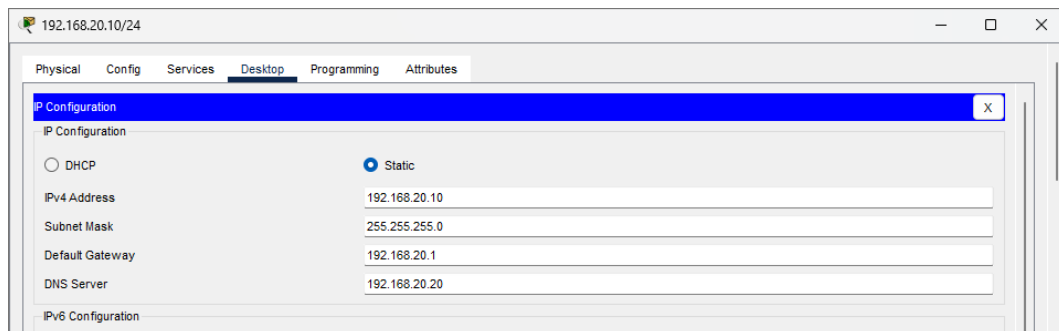 192.168.20.10/24
Physical Config Services Desktop Programming Attributes
IP Configuration X
IP Configuration
DHCP Static
IPv4 Address 192.168.20.10
Subnet Mask 255.255.255.0
Default Gateway 192.168.20.1
DNS Server 192.168.20.20
IPv6 Configuration